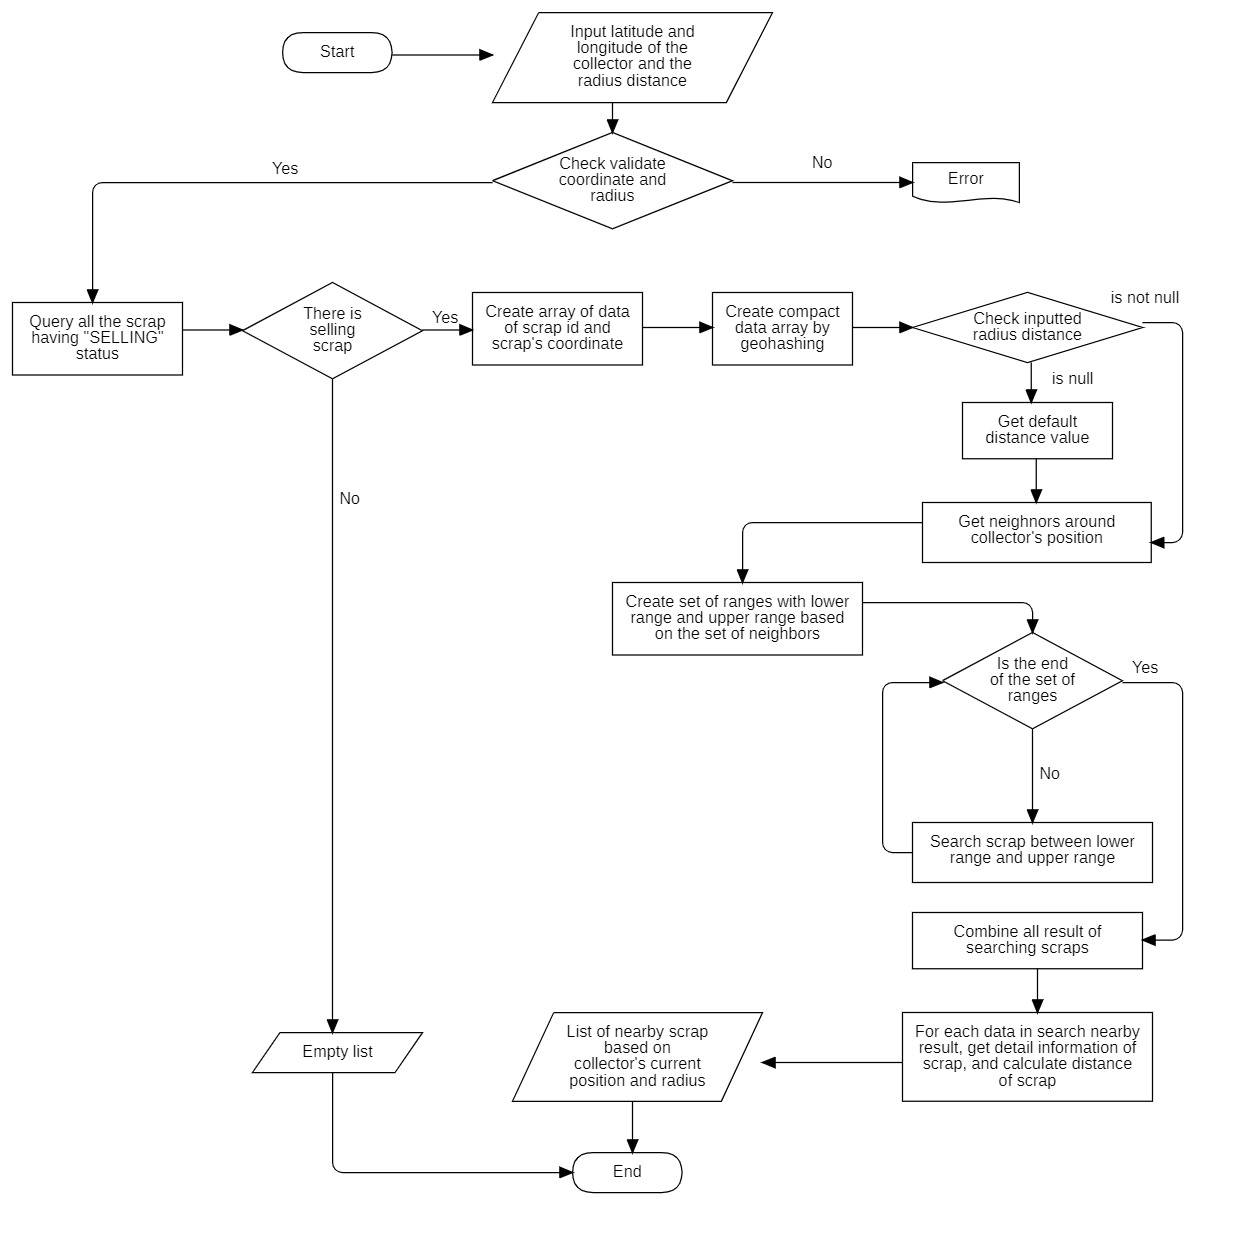 Start
Input latitude and
longitude of the
collector and the
radius distance
Check validate
coordinate and
radius
Yes
No
Error
Query all the scrap
having "SELLING"
status
There is
selling
scrap
Yes
Create array of data
of scrap id and
scrap's coordinate
Create compact
data array by
geohashing
Check inputted
radius distance
is not null
is null
Get default
distance value
No
Get neighnors around
collector's position
Create set of ranges with lower
range and upper range based
on the set of neighbors
Is the end
of the set of
ranges
Yes
No
Search scrap between lower
range and upper range
Combine all result of
searching scraps
For each data in search nearby
result, get detail information of
scrap, and calculate distance
of scrap
List of nearby scrap
based on
collector's current
position and radius
Empty list
End